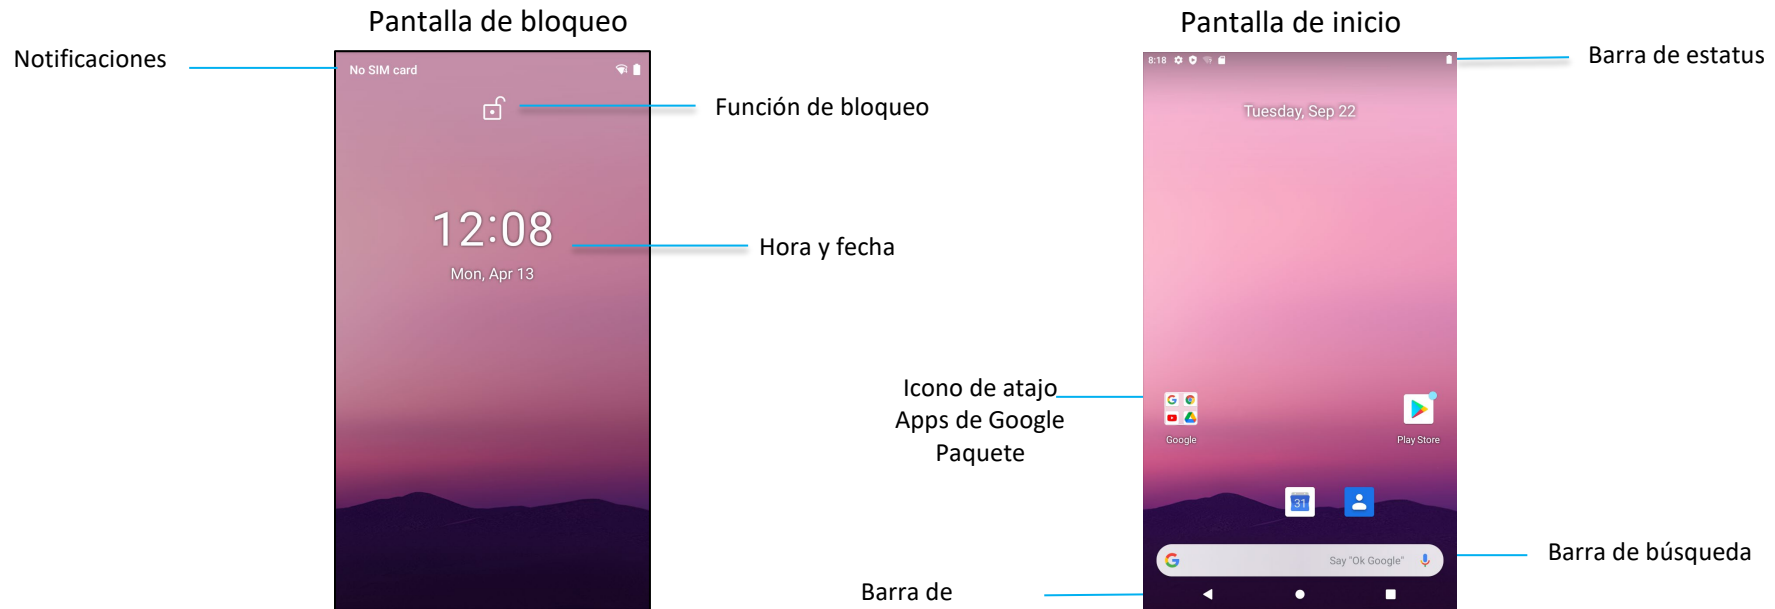 Pantalla de bloqueo
Notificaciones
No SIM card
Función de bloqueo
12:08
Hora y fecha
Mon, Apr 13
Pantalla de inicio
8:18
Barra de estatus
Tuesday, Sep 22
Icono de atajo
Apps de Google
Paquete
Google
Play Store
31
Say "Ok Google"
Barra de búsqueda
Barra de